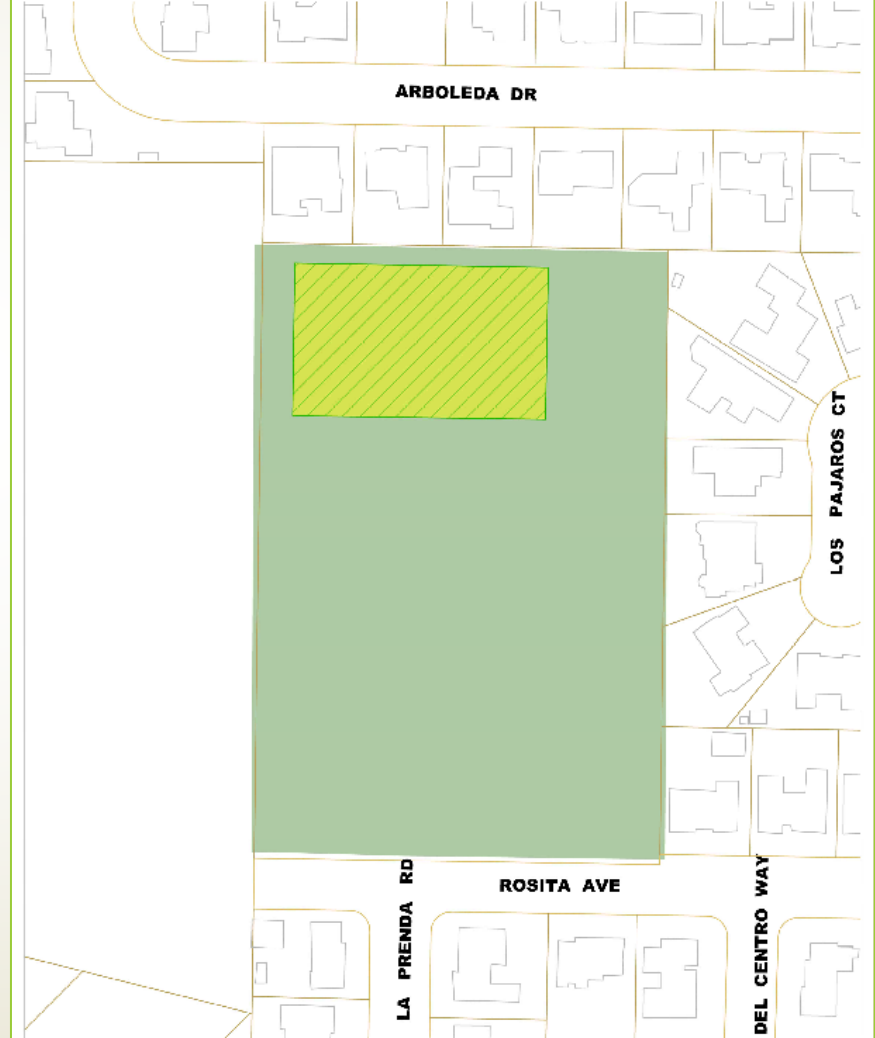 ARBOLEDA DR
LOS PAJAROS CT
ROSITA AVE
LA PRENDA RD
DEL CENTRO WAY